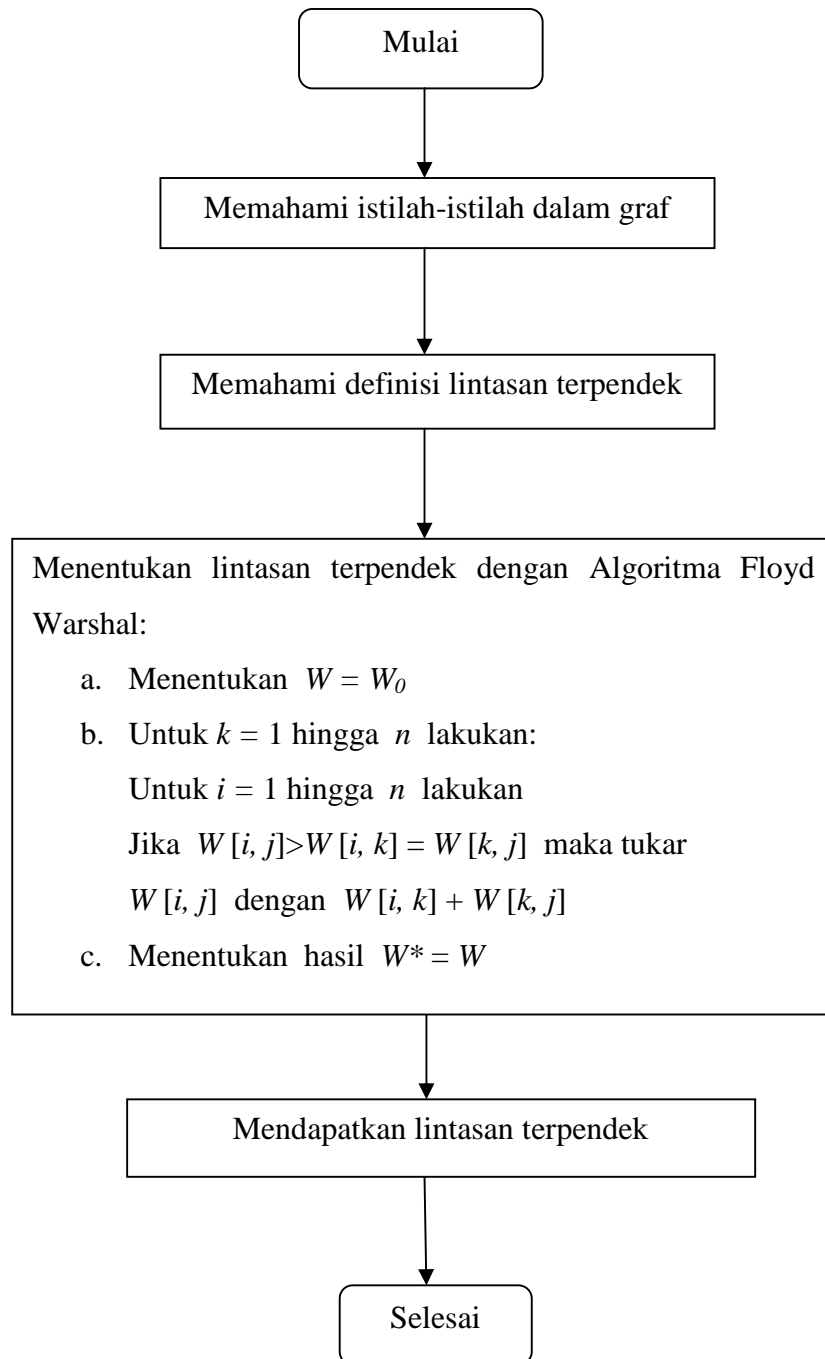 Mulai
Memahami istilah-istilah dalam graf
Memahami definisi lintasan terpendek
Menentukan lintasan terpendek dengan Algoritma Floyd
Warshal:
a. Menentukan W = W₀
b. Untuk k = 1 hingga n lakukan:
Untuk i = 1 hingga n lakukan
Jika W [i, j]>W [i, k] = W [k, j] maka tukar
W [i, j] dengan W [i, k] + W [k, j]
c. Menentukan hasil W* = W
Mendapatkan lintasan terpendek
Selesai